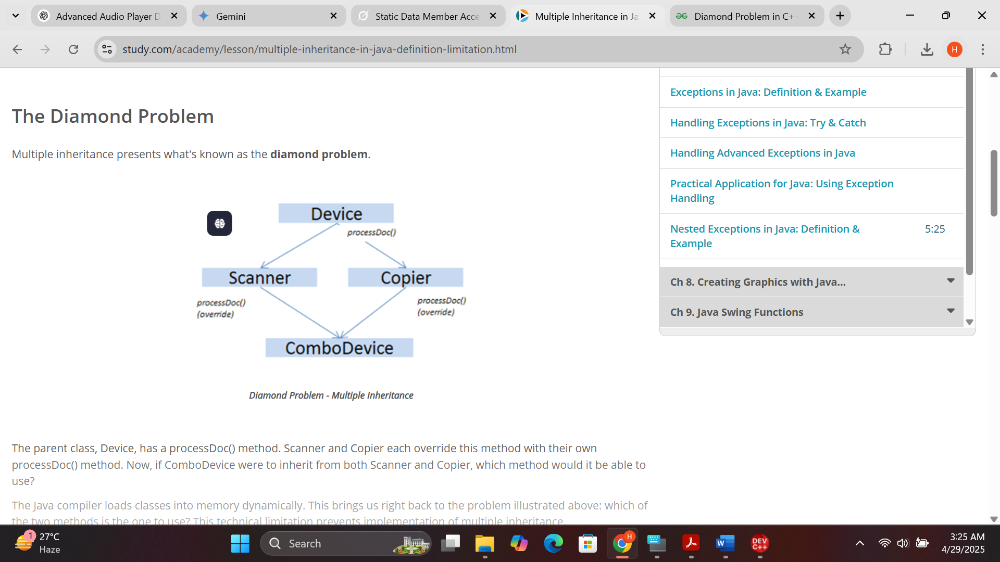 Advanced Audio Player D
Gemini
Static Data Member Acce
Multiple Inheritance in Ja
Diamond Problem in C++
study.com/academy/lesson/multiple-inheritance-in-java-definition-limitation.html
H
The Diamond Problem
Multiple inheritance presents what's known as the diamond problem.
Device
processDoc()
Scanner
Copier
processDoc()
(override)
processDoc()
(override)
ComboDevice
Diamond Problem - Multiple Inheritance
The parent class, Device, has a processDoc() method. Scanner and Copier each override this method with their own
processDoc() method. Now, if ComboDevice were to inherit from both Scanner and Copier, which method would it be able to
use?
The Java compiler loads classes into memory dynamically. This brings us right back to the problem illustrated above: which of
the two methods is the one to use? This technical limitation prevents implementation of multiple inheritance.
Exceptions in Java: Definition & Example
Handling Exceptions in Java: Try & Catch
Handling Advanced Exceptions in Java
Practical Application for Java: Using Exception
Handling
Nested Exceptions in Java: Definition & 5:25
Example
Ch 8. Creating Graphics with Java...
Ch 9. Java Swing Functions
1
27°C
Haze
Search
H
W
DEV
C++
3:25 AM
4/29/2025